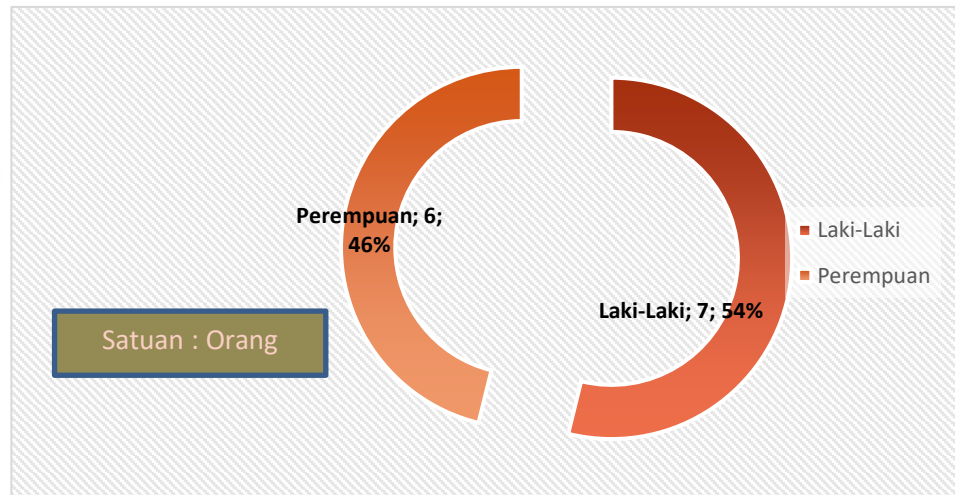 Perempuan; 6;
46%
Laki-Laki; 7; 54%
Laki-Laki
Perempuan
Satuan : Orang